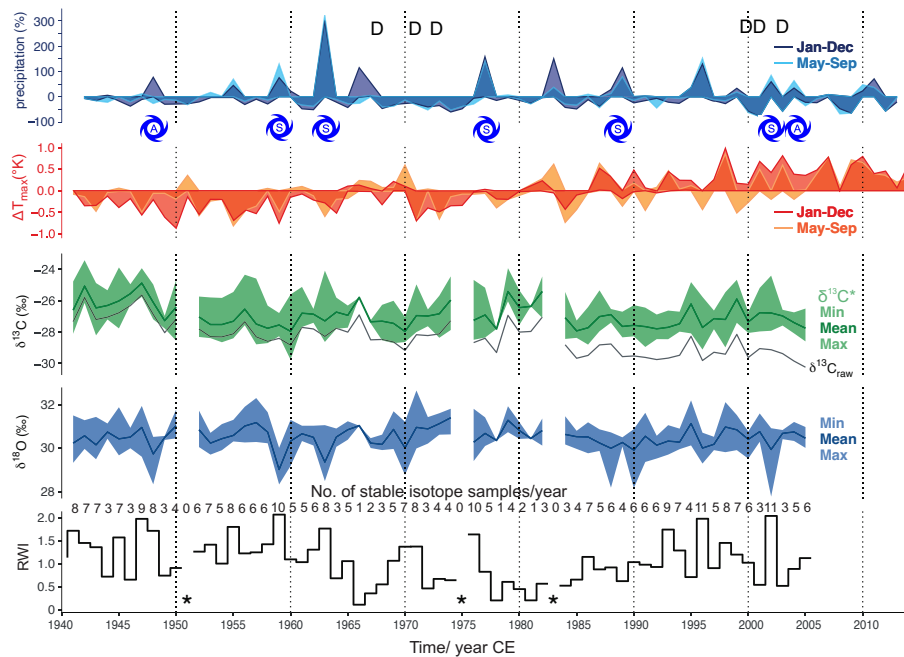 300
200
100
0
−100
precipitation (%)
D
D
D
D
D
D
Jan-Dec
May-Sep
A
S
S
S
S
S
A
1.0
0.5
0.0
−0.5
−1.0
ΔTmax(°K)
Jan-Dec
May-Sep
−24
−26
−28
−30
δ13C (‰)
δ13C*
Min
Mean
Max
δ13Craw
32
30
28
δ18O (‰)
Min
Mean
Max
No. of stable isotope samples/year
8 7 7 3 7 3 9 8 3 4 0 6 7 5 8 6 6 6 10 5 5 6 8 3 5 1 2 3 5 7 8 4 3 4 0 10 5 1
2 1 3 0 3 4 7 5 6
6 6 9 7 4 11 5 8 7 6 3 11 3 5 6
2.0
1.5
1.0
0.5
0
RWI
*
*
*
1940 1945 1950 1955 1960 1965 1970 1975 1980 1985 1990 1995 2000 2005 2010
Time/ year CE